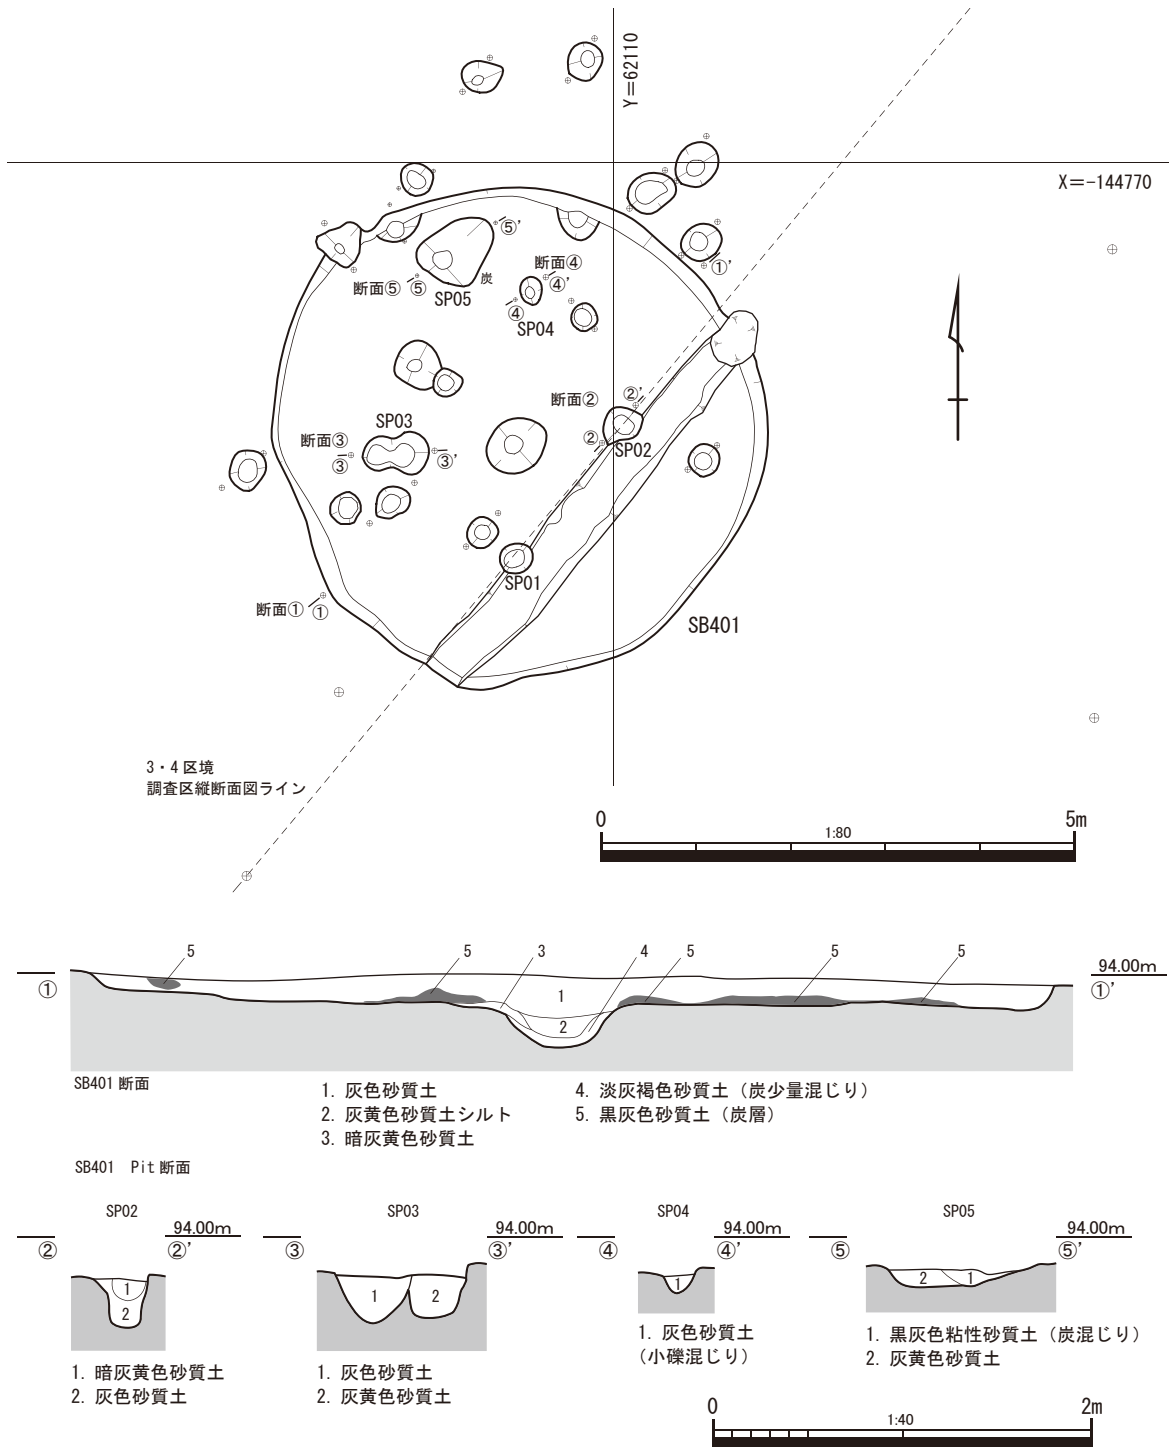 Y=62110
X=-144770
⑤'
①'
炭
断面④
④'
断面⑤ ⑤
SP05
④
SP04
断面② ②'
②
SP02
SP03
断面③
③
③'
SP01
断面① ①
SB401
3・4区境
調査区縦断面図ライン
0 5m
1:80
5 5 3 4 5 5 5
① 94.00m
①'
1
2
SB401 断面
1. 灰色砂質土
2. 灰黄色砂質土シルト
3. 暗灰黄色砂質土
4. 淡灰褐色砂質土（炭少量混じり）
5. 黒灰色砂質土（炭層）
SB401 Pit 断面
SP02
94.00m
② ②'
1
2
1. 暗灰黄色砂質土
2. 灰色砂質土
SP03
94.00m
③ ③'
1 2
1. 灰色砂質土
2. 灰黄色砂質土
SP04
94.00m
④ ④'
1
1. 灰色砂質土
（小礫混じり）
SP05
94.00m
⑤ ⑤'
2 1
1. 黒灰色粘性砂質土（炭混じり）
2. 灰黄色砂質土
0 2m
1:40